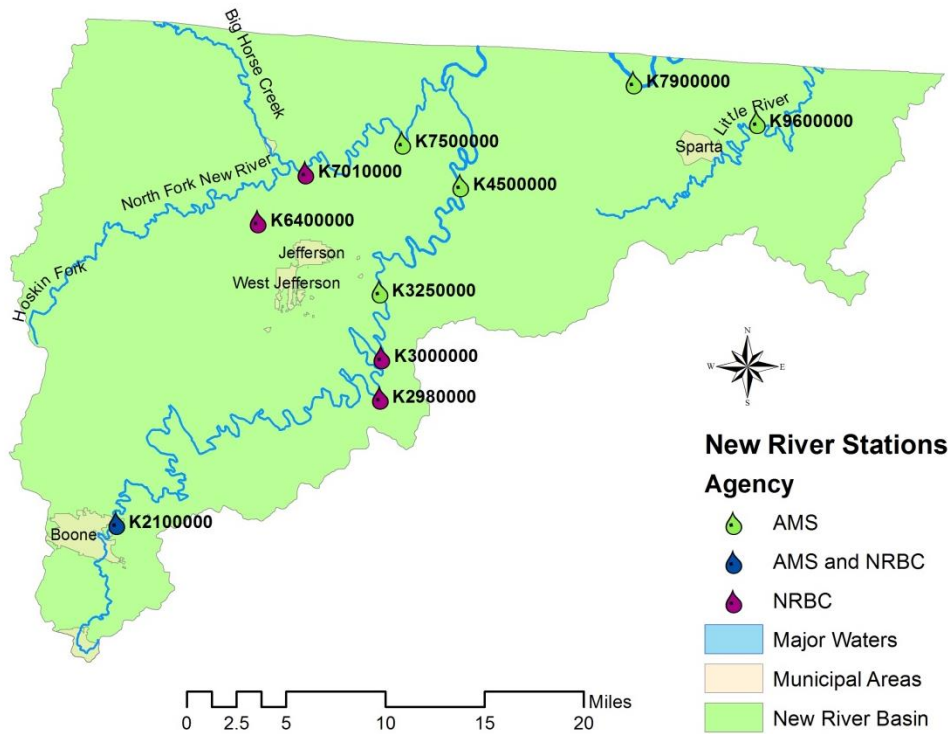 Big Horse Creek
K7900000
Little River
K9600000
K7500000
Sparta
K7010000
North Fork New River
K4500000
K6400000
Jefferson
West Jefferson
Hoskin Fork
K3250000
K3000000
K2980000
N
W
E
S
K2100000
Boone
New River Stations
Agency
AMS
AMS and NRBC
NRBC
Major Waters
Municipal Areas
New River Basin
Miles
0 2.5 5 10 15 20